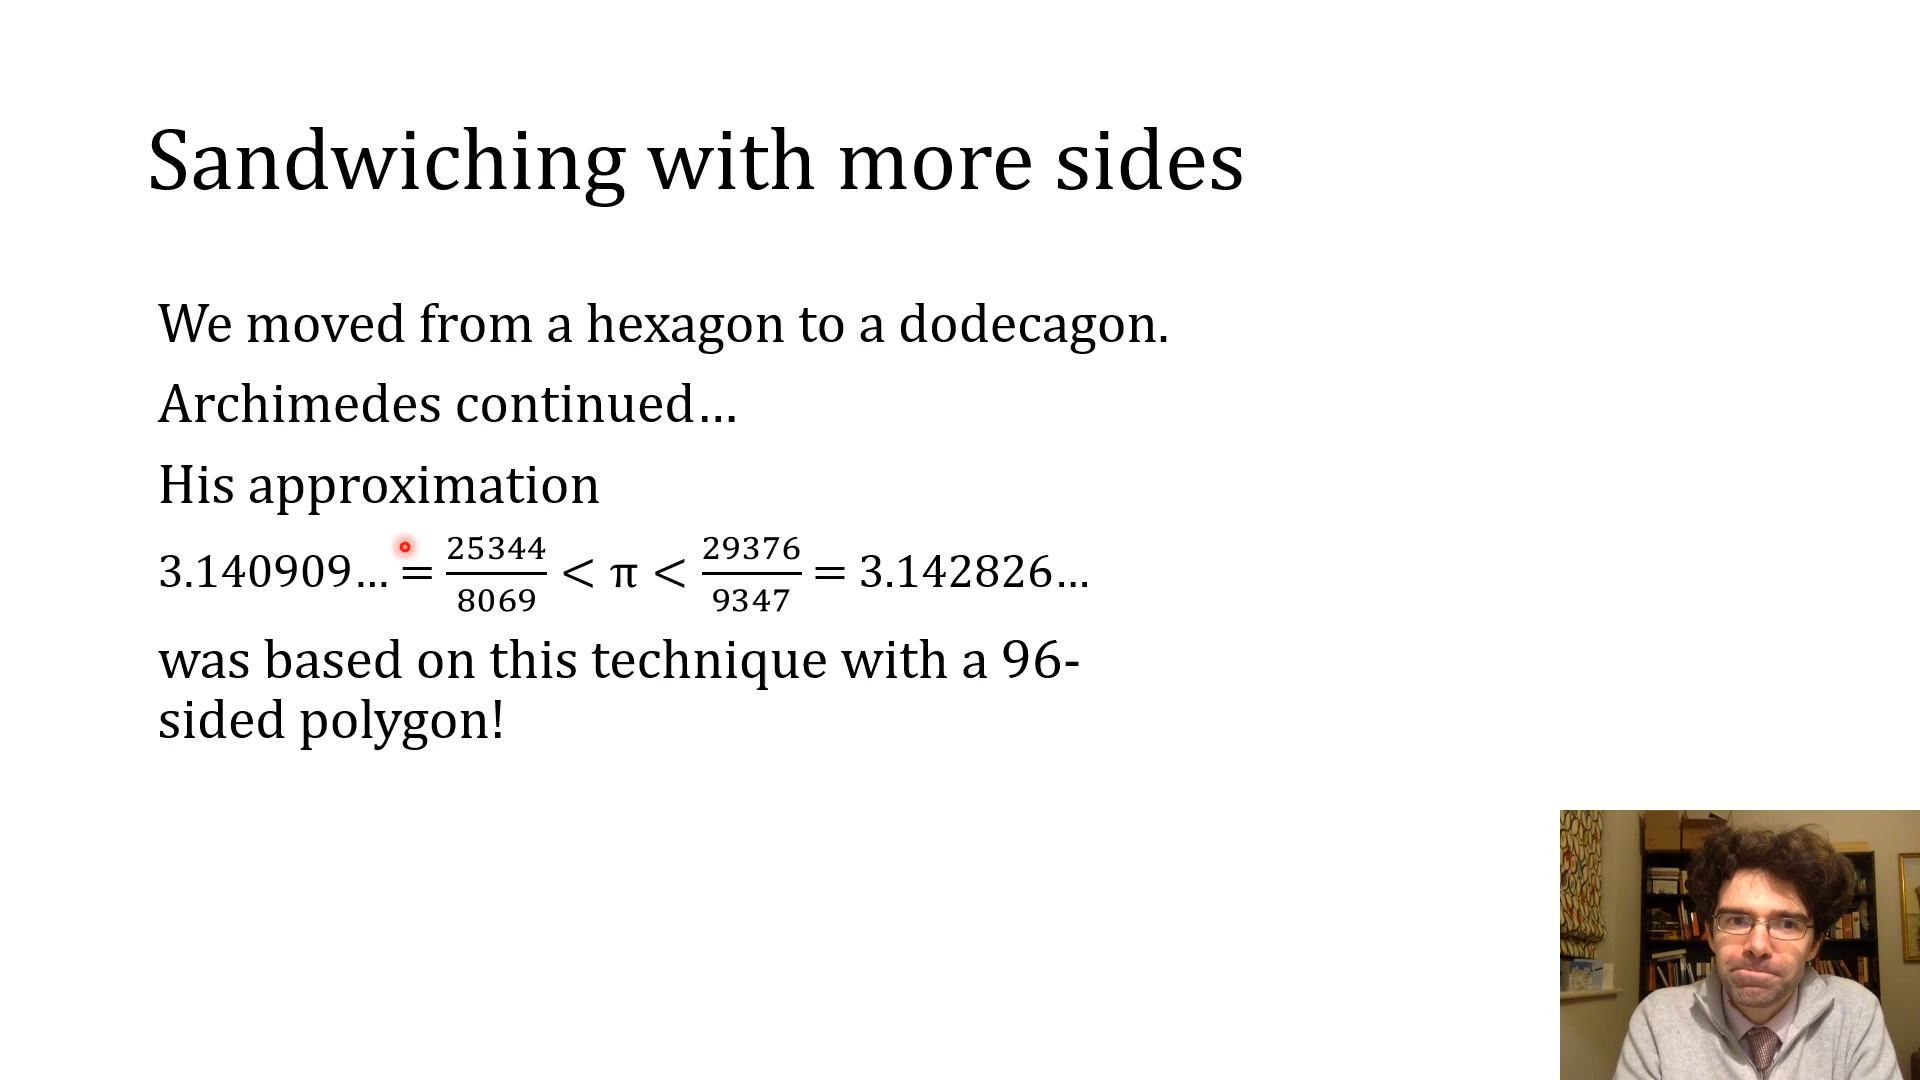 Sandwiching with more sides
We moved from a hexagon to a dodecagon.
Archimedes continued…
His approximation
3.140909… = 25344/8069 < π < 29376/9347 = 3.142826…
was based on this technique with a 96-
sided polygon!